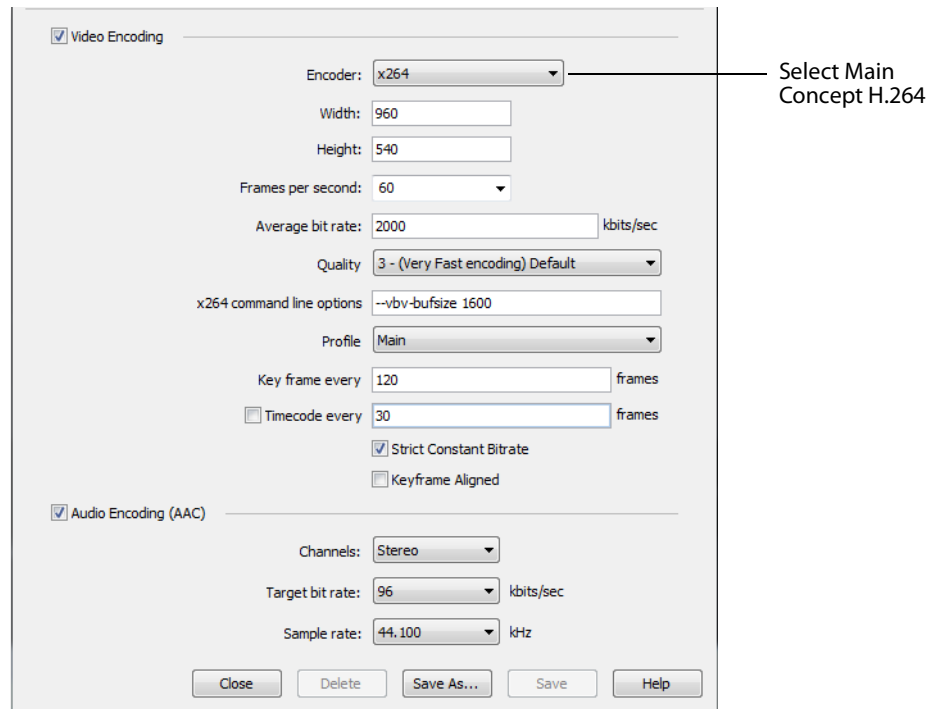 Video Encoding
Encoder: x264
Select Main
Concept H.264
Width: 960
Height: 540
Frames per second: 60
Average bit rate: 2000 kbits/sec
Quality 3 - (Very Fast encoding) Default
x264 command line options --vbv-bufsize 1600
Profile Main
Key frame every 120 frames
Timecode every 30 frames
Strict Constant Bitrate
Keyframe Aligned
Audio Encoding (AAC)
Channels: Stereo
Target bit rate: 96 kbits/sec
Sample rate: 44.100 kHz
Close Delete Save As... Save Help